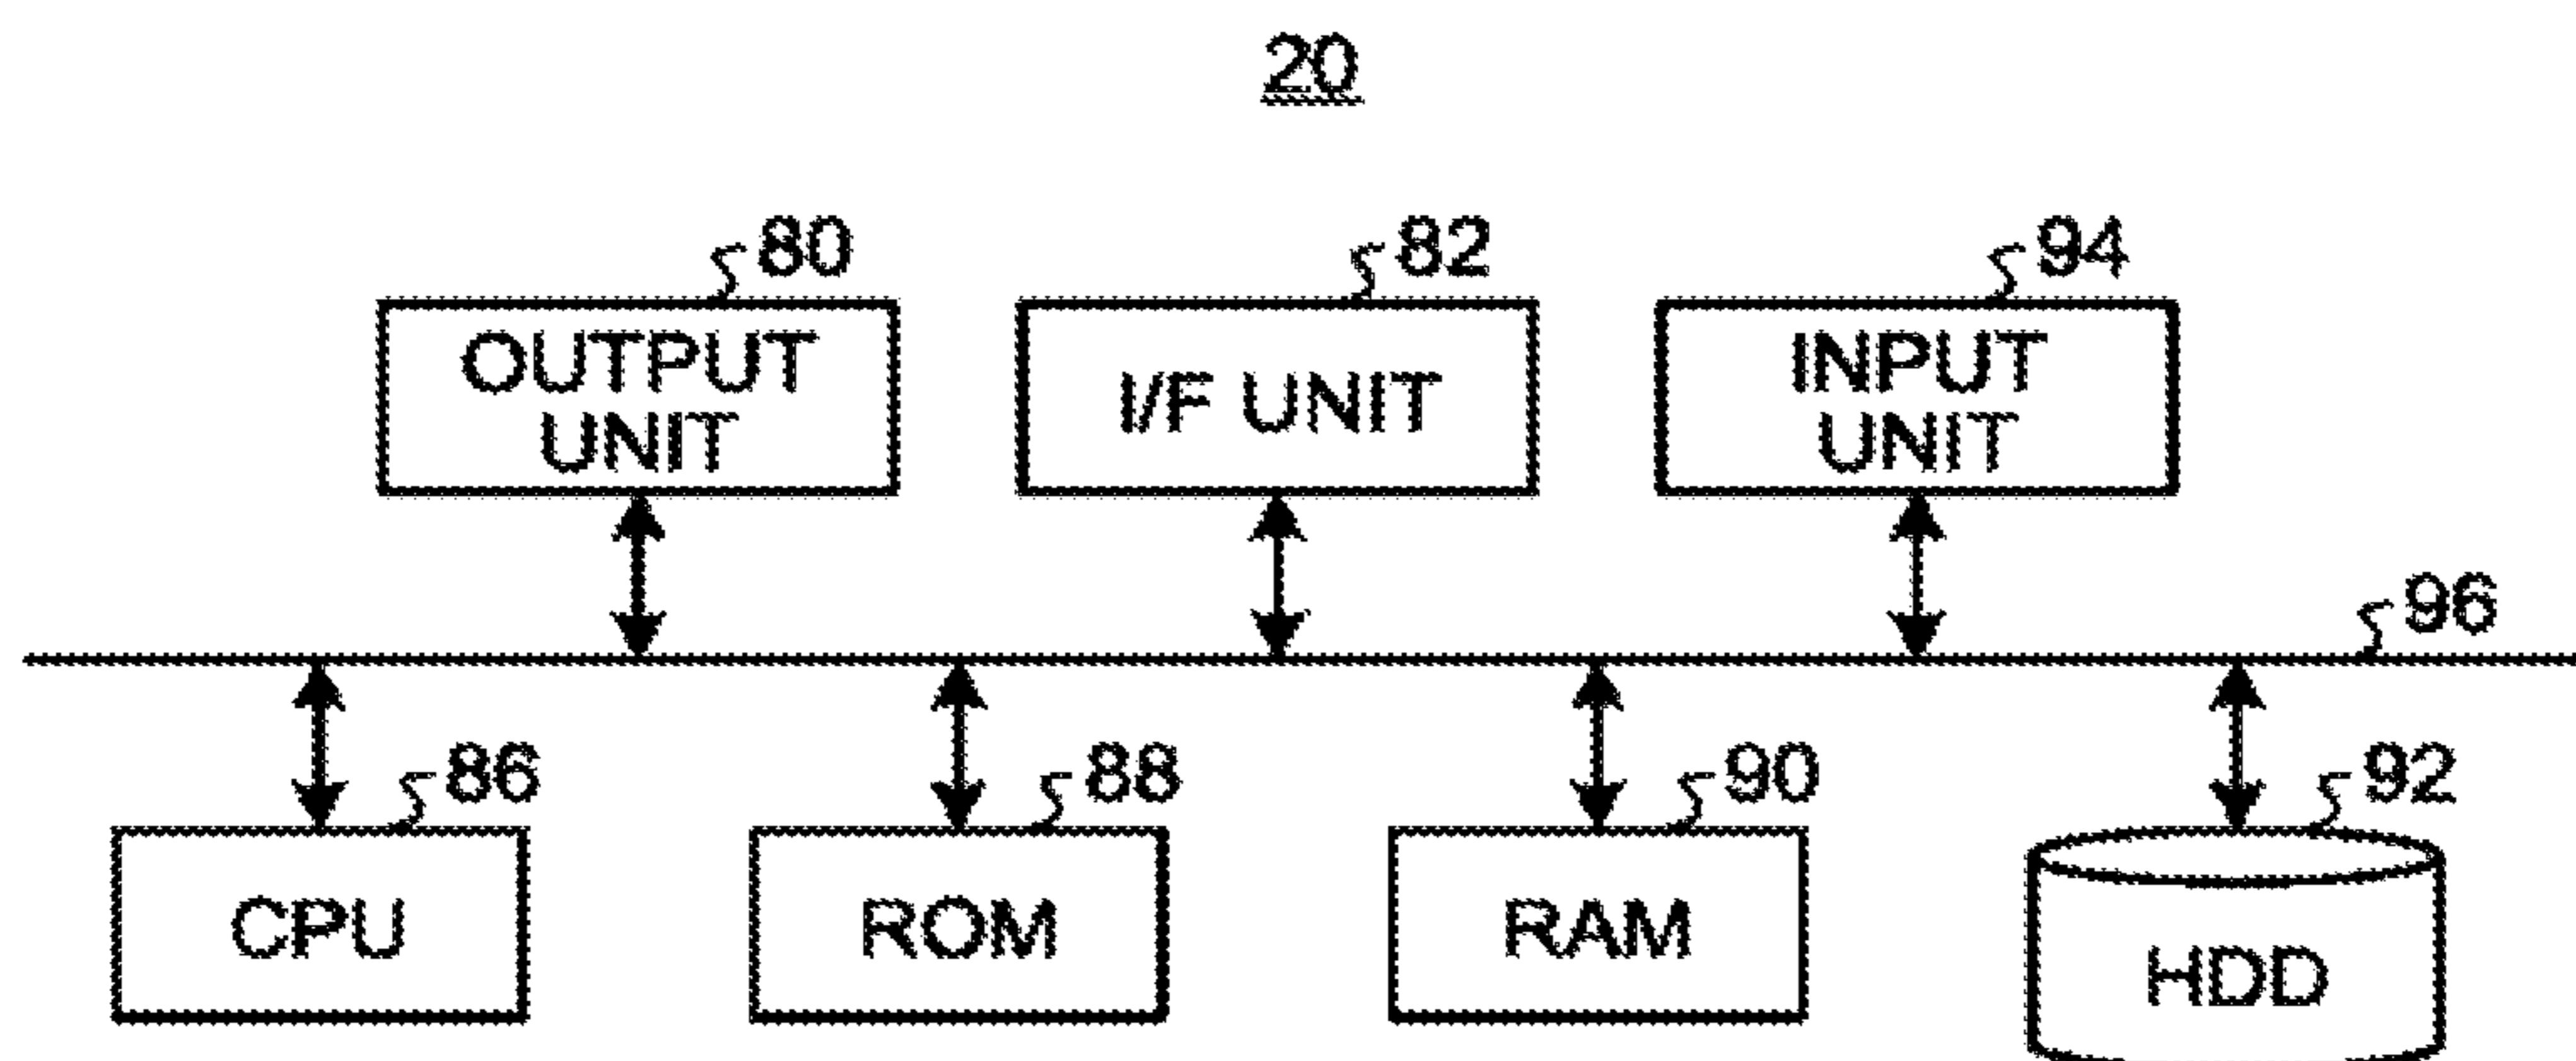 20
80
82
94
OUTPUT
UNIT
I/F UNIT
INPUT
UNIT
96
86
88
90
92
CPU
ROM
RAM
HDD